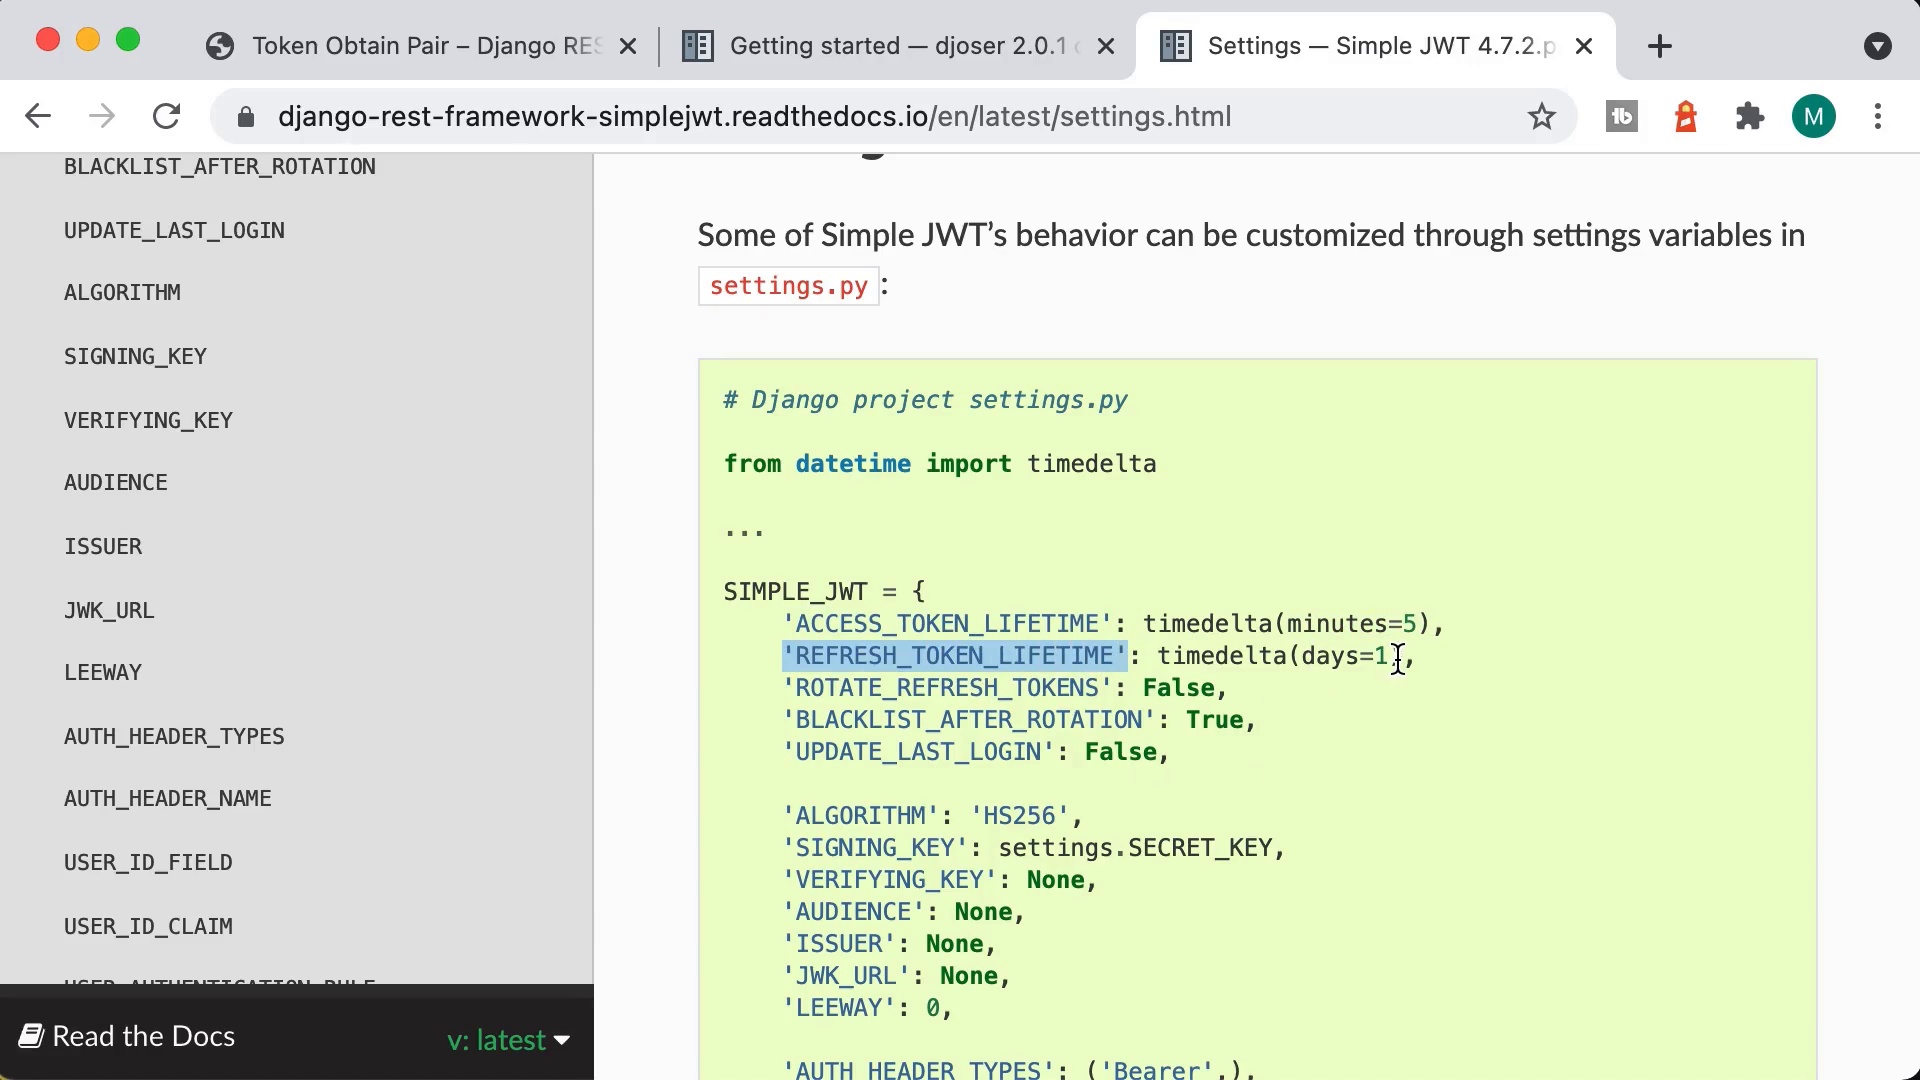 Token Obtain Pair – Django RES
Getting started — djoser 2.0.1
Settings — Simple JWT 4.7.2.p
django-rest-framework-simplejwt.readthedocs.io/en/latest/settings.html
M
BLACKLIST_AFTER_ROTATION
UPDATE_LAST_LOGIN
ALGORITHM
SIGNING_KEY
VERIFYING_KEY
AUDIENCE
ISSUER
JWK_URL
LEEWAY
AUTH_HEADER_TYPES
AUTH_HEADER_NAME
USER_ID_FIELD
USER_ID_CLAIM
USER_AUTHENTICATION_RULE
Read the Docs
v: latest
Some of Simple JWT’s behavior can be customized through settings variables in
settings.py:
# Django project settings.py
from datetime import timedelta
...
SIMPLE_JWT = {
'ACCESS_TOKEN_LIFETIME': timedelta(minutes=5),
'REFRESH_TOKEN_LIFETIME': timedelta(days=1),
'ROTATE_REFRESH_TOKENS': False,
'BLACKLIST_AFTER_ROTATION': True,
'UPDATE_LAST_LOGIN': False,
'ALGORITHM': 'HS256',
'SIGNING_KEY': settings.SECRET_KEY,
'VERIFYING_KEY': None,
'AUDIENCE': None,
'ISSUER': None,
'JWK_URL': None,
'LEEWAY': 0,
'AUTH_HEADER_TYPES': ('Bearer',),